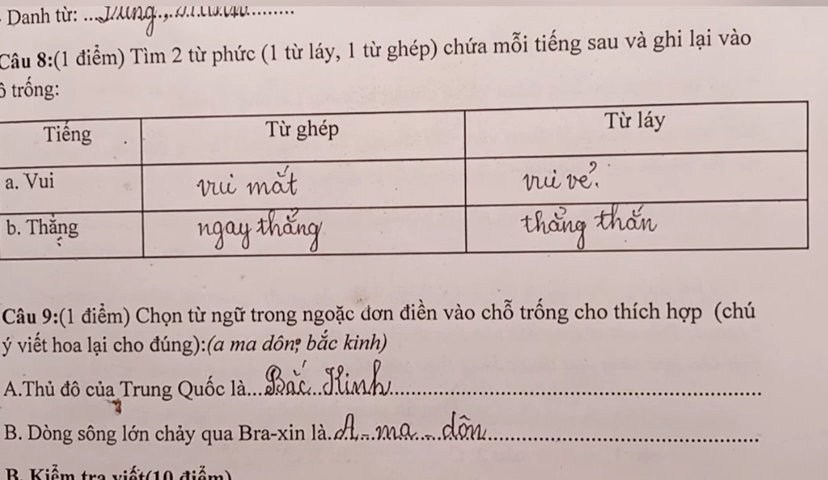 Danh từ: ...
Câu 8:(1 điểm) Tìm 2 từ phức (1 từ láy, 1 từ ghép) chứa mỗi tiếng sau và ghi lại vào
ô trống:
Tiếng Từ ghép Từ láy
a. Vui vui mắt vui vẻ.
b. Thẳng ngay thẳng thẳng thắn
Câu 9:(1 điểm) Chọn từ ngữ trong ngoặc đơn điền vào chỗ trống cho thích hợp (chú
ý viết hoa lại cho đúng):(a ma dôn; bắc kinh)
A.Thủ đô của Trung Quốc là...Bắc Kinh
B. Dòng sông lớn chảy qua Bra-xin là.A - ma - dôn
B. Kiểm tra viết(10 điểm)